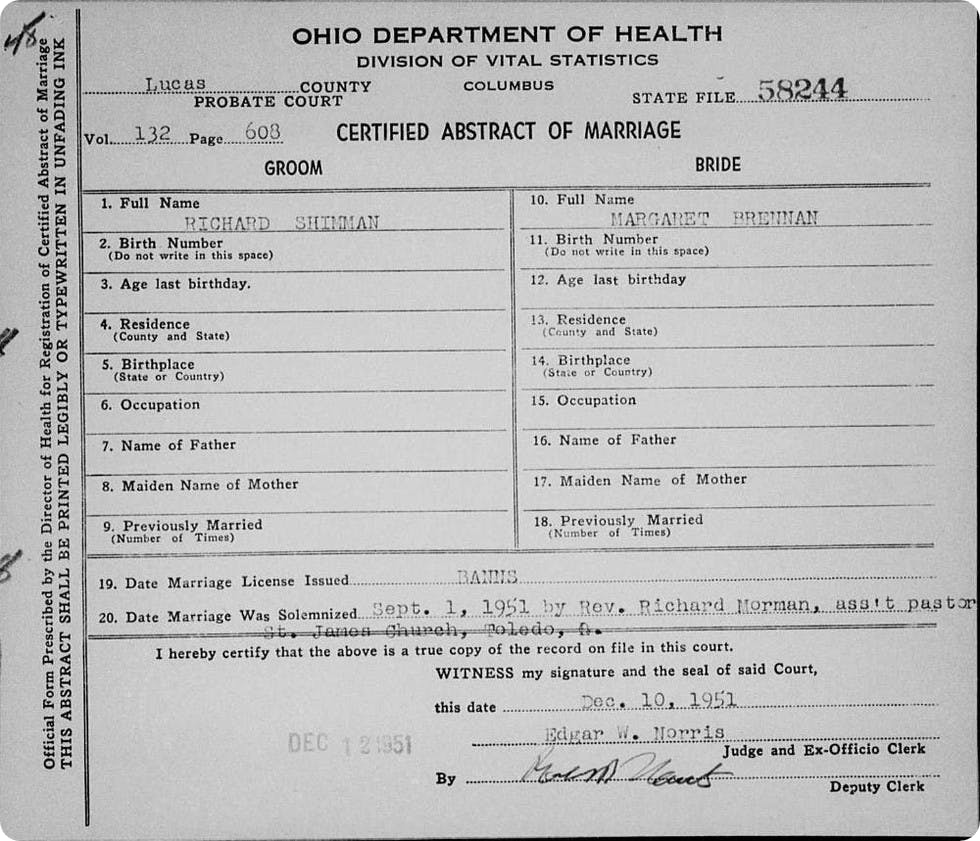 OHIO DEPARTMENT OF HEALTH
DIVISION OF VITAL STATISTICS
Lucas COUNTY
COLUMBUS
PROBATE COURT
STATE FILE 58244
Vol. 132 Page 608
CERTIFIED ABSTRACT OF MARRIAGE
GROOM
BRIDE
1. Full Name
RICHARD SHINMAN
2. Birth Number
(Do not write in this space)
3. Age last birthday.
4. Residence
(County and State)
5. Birthplace
(State or Country)
6. Occupation
7. Name of Father
8. Maiden Name of Mother
9. Previously Married
(Number of Times)
10. Full Name
MARGARET BRENNAN
11. Birth Number
(Do not write in this space)
12. Age last birthday
13. Residence
(County and State)
14. Birthplace
(State or Country)
15. Occupation
16. Name of Father
17. Maiden Name of Mother
18. Previously Married
(Number of Times)
19. Date Marriage License Issued BANNS
20. Date Marriage Was Solemnized Sept. 1, 1951 by Rev. Richard Morman, ass't pastor
St. James Church, Toledo, O.
I hereby certify that the above is a true copy of the record on file in this court.
WITNESS my signature and the seal of said Court,
this date Dec. 10, 1951
Edgar W. Norris
DEC 12 1951
Judge and Ex-Officio Clerk
By
Deputy Clerk
Official Form Prescribed by the Director of Health for Registration of Certified Abstract of Marriage
THIS ABSTRACT SHALL BE PRINTED LEGIBLY OR TYPEWRITTEN IN UNFADING INK